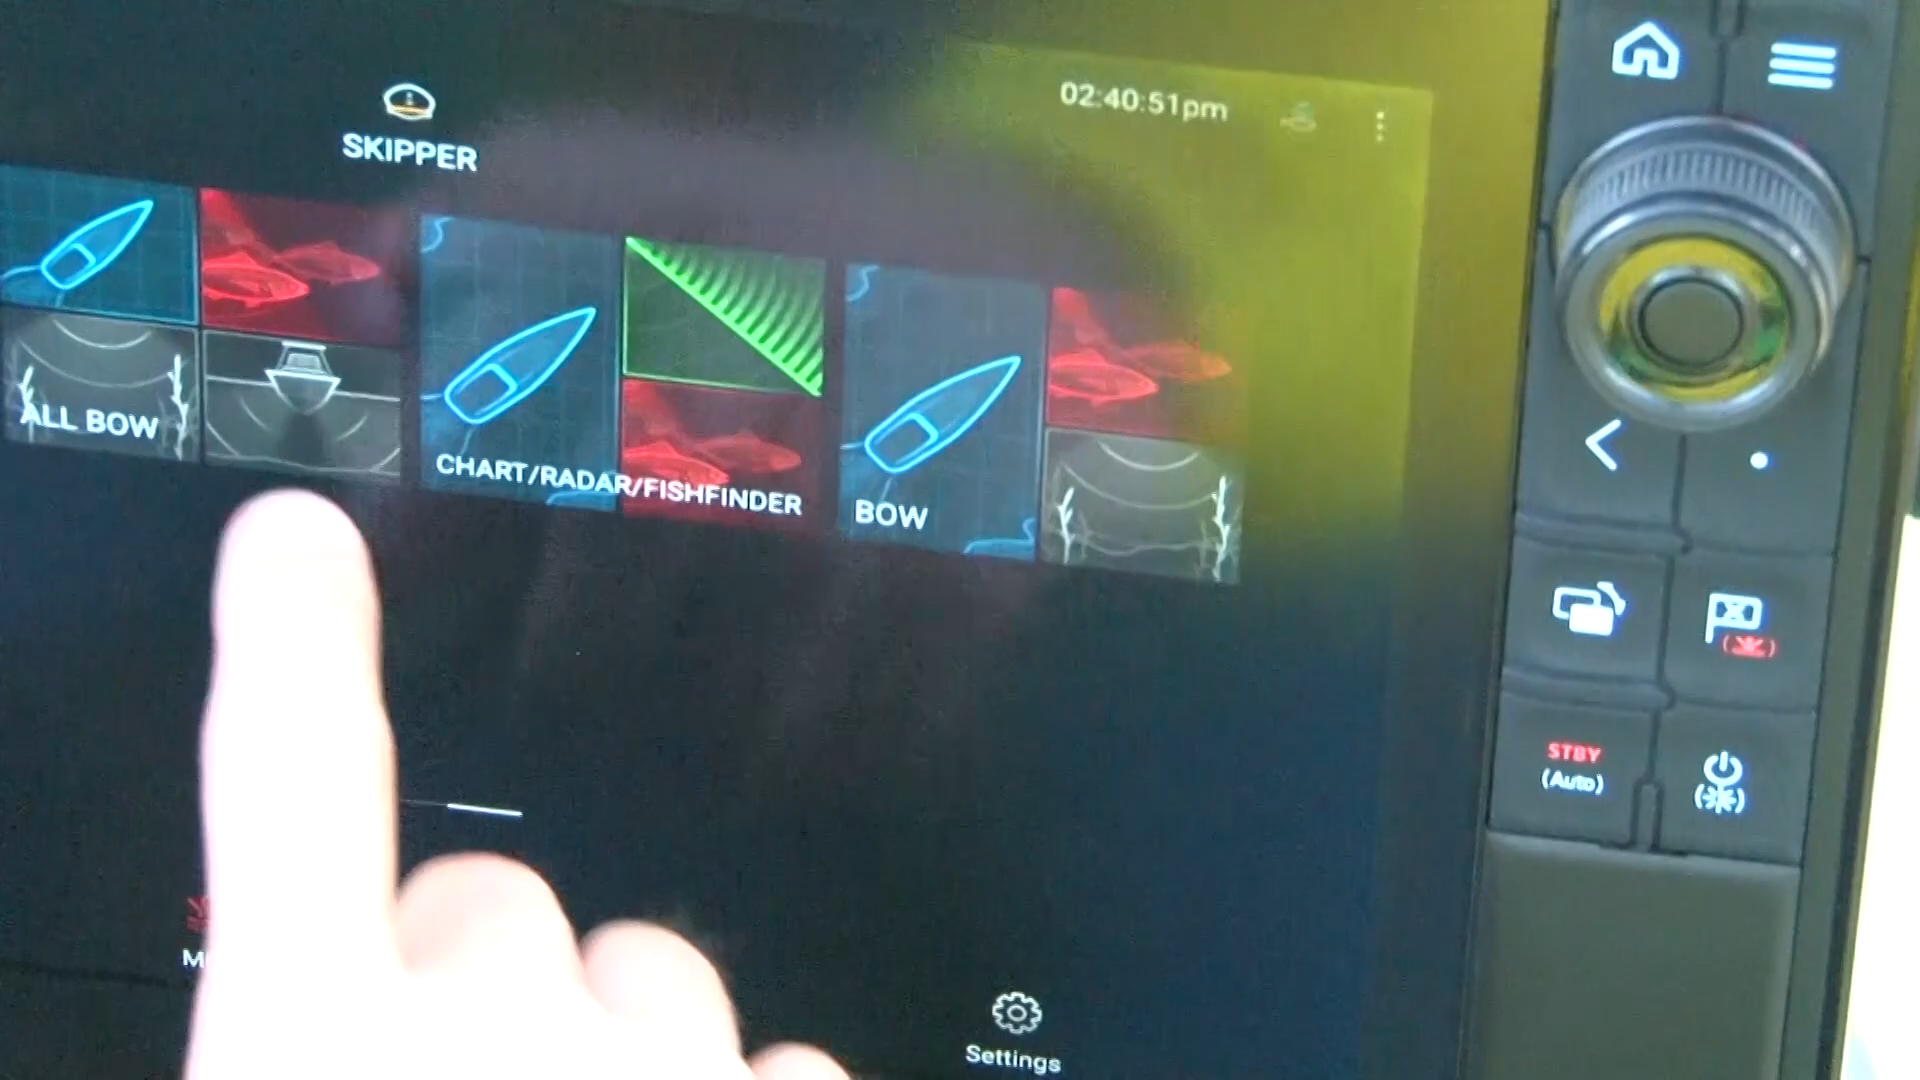 02:40:51pm
SKIPPER
ALL BOW
CHART/RADAR/FISHFINDER
BOW
STBY
(Auto)
Settings